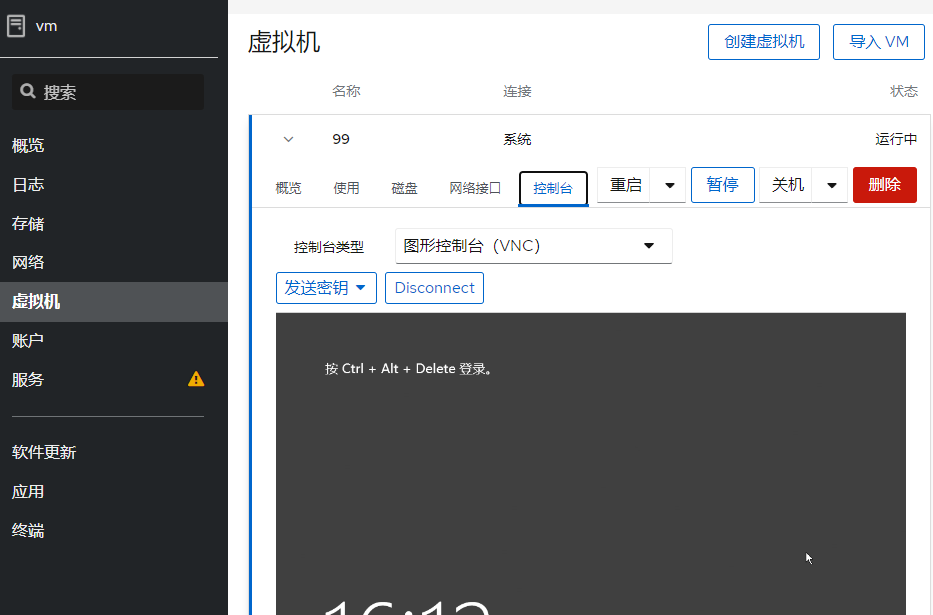 vm
搜索
概览
日志
存储
网络
虚拟机
账户
服务
软件更新
应用
终端
虚拟机
创建虚拟机 导入 VM
名称 连接 状态
99 系统 运行中
概览 使用 磁盘 网络接口 控制台 重启 暂停 关机 删除
控制台类型 图形控制台（VNC）
发送密钥 Disconnect
按 Ctrl + Alt + Delete 登录。